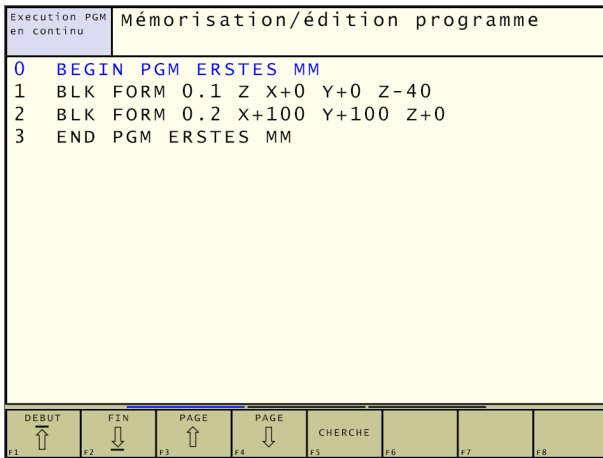 Execution PGM
en continu
Mémorisation/édition programme
0 BEGIN PGM ERSTES MM
1 BLK FORM 0.1 Z X+0 Y+0 Z-40
2 BLK FORM 0.2 X+100 Y+100 Z+0
3 END PGM ERSTES MM
DEBUT
FIN
PAGE
PAGE
CHERCHE
F1 F2 F3 F4 F5 F6 F7 F8